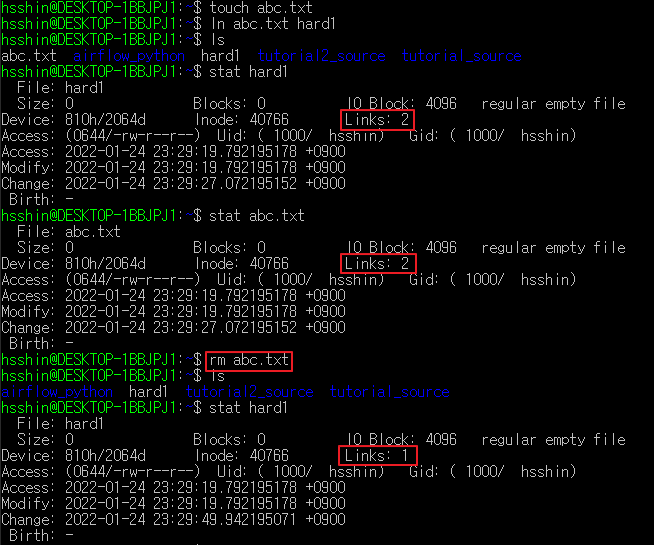 hsshin@DESKTOP-1BBJPJ1:~$ touch abc.txt
hsshin@DESKTOP-1BBJPJ1:~$ ln abc.txt hard1
hsshin@DESKTOP-1BBJPJ1:~$ ls
abc.txt  airflow_python  hard1  tutorial2_source  tutorial_source
hsshin@DESKTOP-1BBJPJ1:~$ stat hard1
  File: hard1
  Size: 0               Blocks: 0          IO Block: 4096   regular empty file
Device: 810h/2064d      Inode: 40766       Links: 2
Access: (0644/-rw-r--r--)  Uid: ( 1000/  hsshin)   Gid: ( 1000/  hsshin)
Access: 2022-01-24 23:29:19.792195178 +0900
Modify: 2022-01-24 23:29:19.792195178 +0900
Change: 2022-01-24 23:29:27.072195152 +0900
 Birth: -
hsshin@DESKTOP-1BBJPJ1:~$ stat abc.txt
  File: abc.txt
  Size: 0               Blocks: 0          IO Block: 4096   regular empty file
Device: 810h/2064d      Inode: 40766       Links: 2
Access: (0644/-rw-r--r--)  Uid: ( 1000/  hsshin)   Gid: ( 1000/  hsshin)
Access: 2022-01-24 23:29:19.792195178 +0900
Modify: 2022-01-24 23:29:19.792195178 +0900
Change: 2022-01-24 23:29:27.072195152 +0900
 Birth: -
hsshin@DESKTOP-1BBJPJ1:~$ rm abc.txt
hsshin@DESKTOP-1BBJPJ1:~$ ls
airflow_python  hard1  tutorial2_source  tutorial_source
hsshin@DESKTOP-1BBJPJ1:~$ stat hard1
  File: hard1
  Size: 0               Blocks: 0          IO Block: 4096   regular empty file
Device: 810h/2064d      Inode: 40766       Links: 1
Access: (0644/-rw-r--r--)  Uid: ( 1000/  hsshin)   Gid: ( 1000/  hsshin)
Access: 2022-01-24 23:29:19.792195178 +0900
Modify: 2022-01-24 23:29:19.792195178 +0900
Change: 2022-01-24 23:29:49.942195071 +0900
 Birth: -